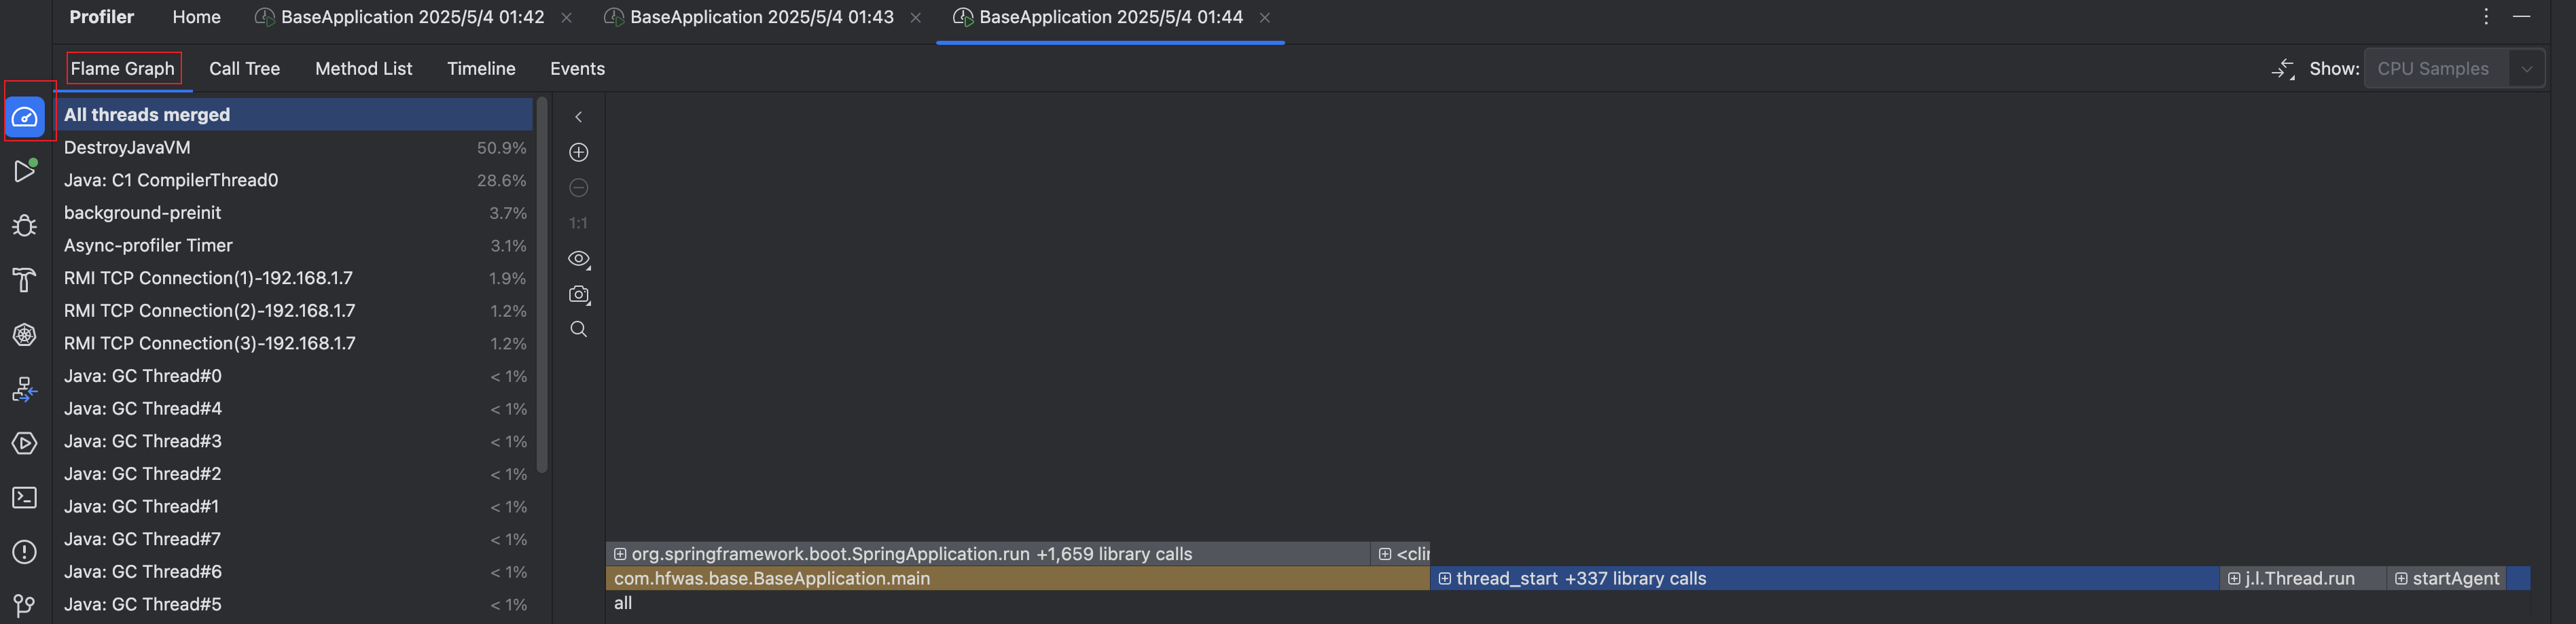 Profiler Home BaseApplication 2025/5/4 01:42 BaseApplication 2025/5/4 01:43 BaseApplication 2025/5/4 01:44
Flame Graph Call Tree Method List Timeline Events Show: CPU Samples
All threads merged
DestroyJavaVM 50.9%
Java: C1 CompilerThread0 28.6%
background-preinit 3.7%
Async-profiler Timer 3.1%
RMI TCP Connection(1)-192.168.1.7 1.9%
RMI TCP Connection(2)-192.168.1.7 1.2%
RMI TCP Connection(3)-192.168.1.7 1.2%
Java: GC Thread#0 < 1%
Java: GC Thread#4 < 1%
Java: GC Thread#3 < 1%
Java: GC Thread#2 < 1%
Java: GC Thread#1 < 1%
Java: GC Thread#7 < 1%
Java: GC Thread#6 < 1%
Java: GC Thread#5 < 1%
1:1
org.springframework.boot.SpringApplication.run +1,659 library calls <clin
com.hfwas.base.BaseApplication.main thread_start +337 library calls j.l.Thread.run startAgent
all